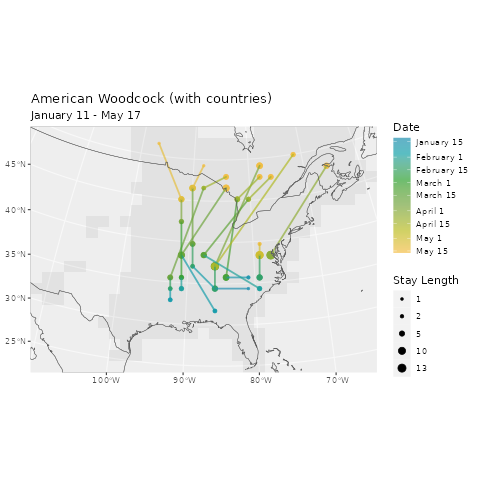 American Woodcock (with countries)
January 11 - May 17
45°N
40°N
35°N
30°N
25°N
100°W
90°W
80°W
70°W
Date
January 15
February 1
February 15
March 1
March 15
April 1
April 15
May 1
May 15
Stay Length
1
2
5
10
13